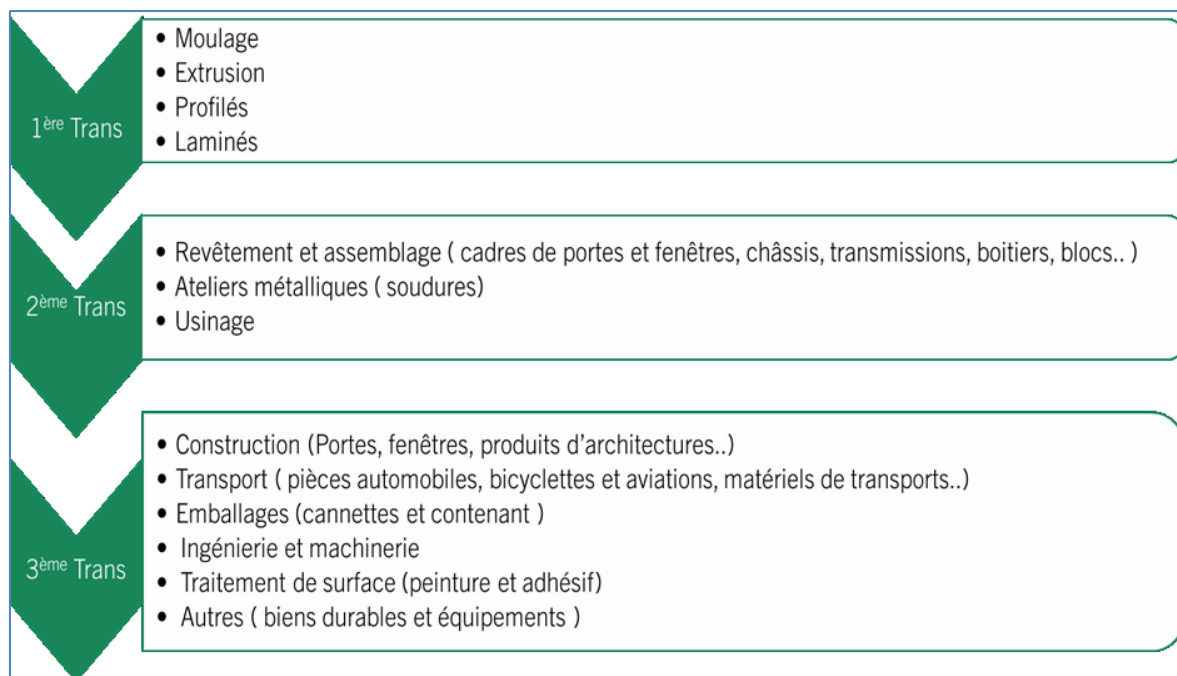 1ère Trans
• Moulage
• Extrusion
• Profilés
• Laminés
2ème Trans
• Revêtement et assemblage ( cadres de portes et fenêtres, châssis, transmissions, boitiers, blocs.. )
• Ateliers métalliques ( soudures)
• Usinage
3ème Trans
• Construction (Portes, fenêtres, produits d’architectures..)
• Transport ( pièces automobiles, bicyclettes et aviations, matériels de transports..)
• Emballages (cannettes et contenant )
• Ingénierie et machinerie
• Traitement de surface (peinture et adhésif)
• Autres ( biens durables et équipements )